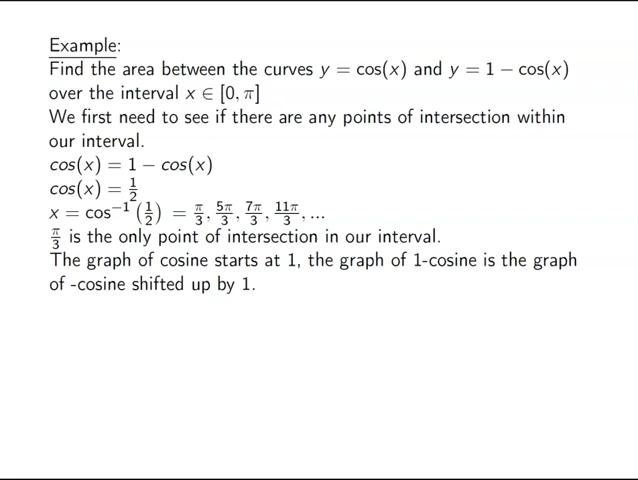 Example:
Find the area between the curves y = cos(x) and y = 1 − cos(x)
over the interval x ∈ [0, π]
We first need to see if there are any points of intersection within
our interval.
cos(x) = 1 − cos(x)
cos(x) = 1/2
x = cos⁻¹(1/2) = π/3, 5π/3, 7π/3, 11π/3, ...
π/3 is the only point of intersection in our interval.
The graph of cosine starts at 1, the graph of 1-cosine is the graph
of -cosine shifted up by 1.